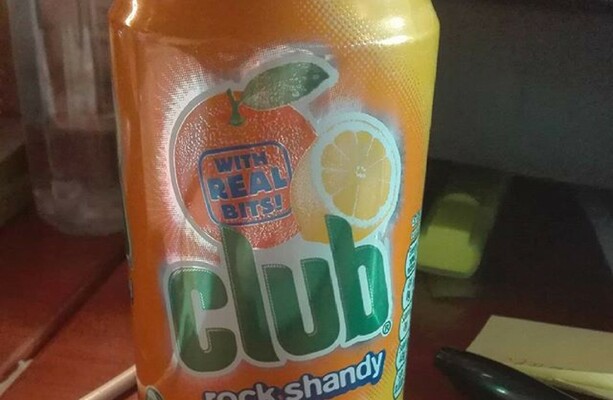 WITH
REAL
BITS!
club®
rock shandy